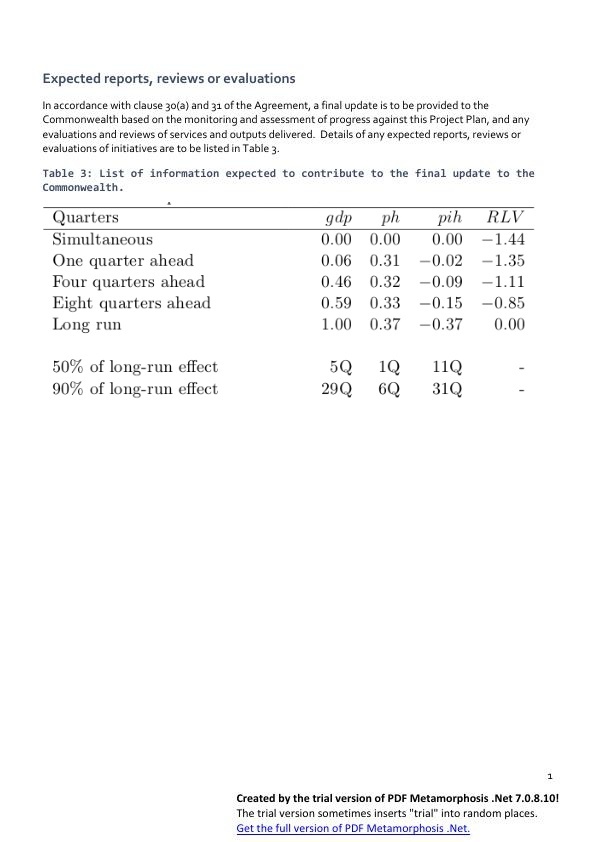 Expected reports, reviews or evaluations
In accordance with clause 30(a) and 31 of the Agreement, a final update is to be provided to the
Commonwealth based on the monitoring and assessment of progress against this Project Plan, and any
evaluations and reviews of services and outputs delivered.  Details of any expected reports, reviews or
evaluations of initiatives are to be listed in Table 3.
Table 3: List of information expected to contribute to the final update to the
Commonwealth.
Quarters gdp ph pih RLV
Simultaneous 0.00 0.00 0.00 −1.44
One quarter ahead 0.06 0.31 −0.02 −1.35
Four quarters ahead 0.46 0.32 −0.09 −1.11
Eight quarters ahead 0.59 0.33 −0.15 −0.85
Long run 1.00 0.37 −0.37 0.00
50% of long-run effect 5Q 1Q 11Q -
90% of long-run effect 29Q 6Q 31Q -
1
Created by the trial version of PDF Metamorphosis .Net 7.0.8.10!
The trial version sometimes inserts "trial" into random places.
Get the full version of PDF Metamorphosis .Net.